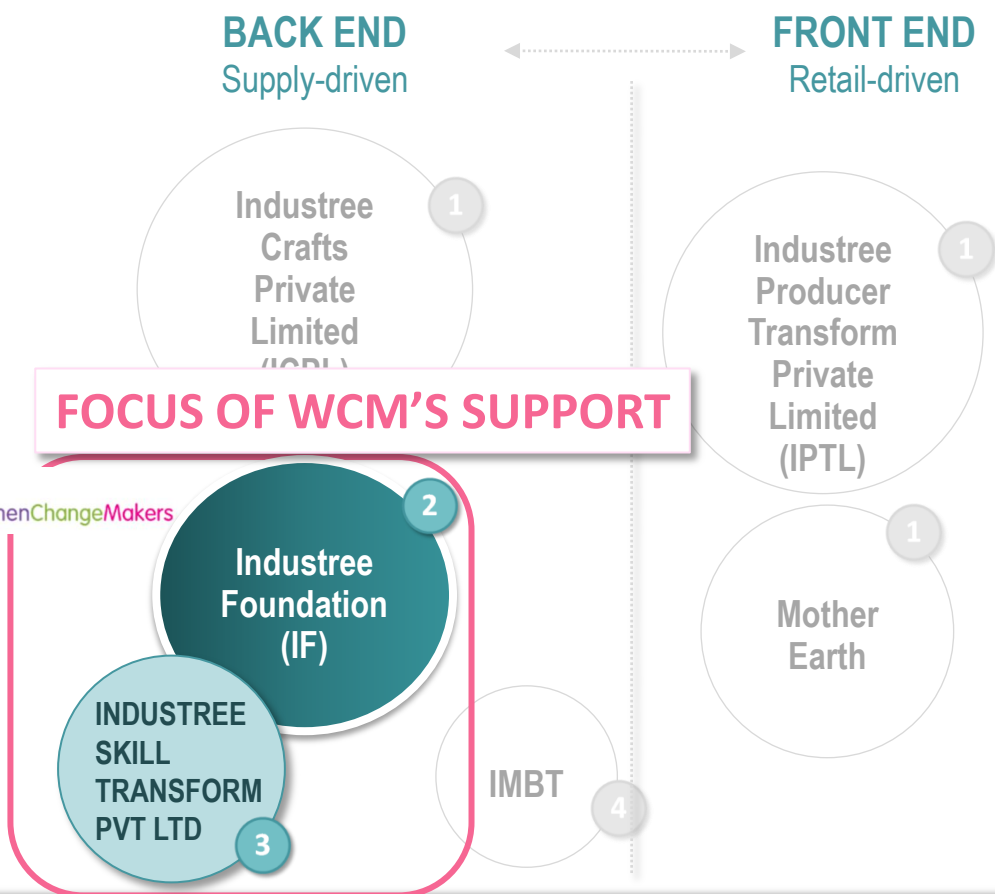 BACK END
Supply-driven
FRONT END
Retail-driven
Industree
Crafts
Private
Limited
1
Industree
Producer
Transform
Private
Limited
(IPTL)
1
FOCUS OF WCM'S SUPPORT
enChangeMakers
Industree
Foundation
(IF)
2
INDUSTREE
SKILL
TRANSFORM
PVT LTD
3
IMBT
4
Mother
Earth
1